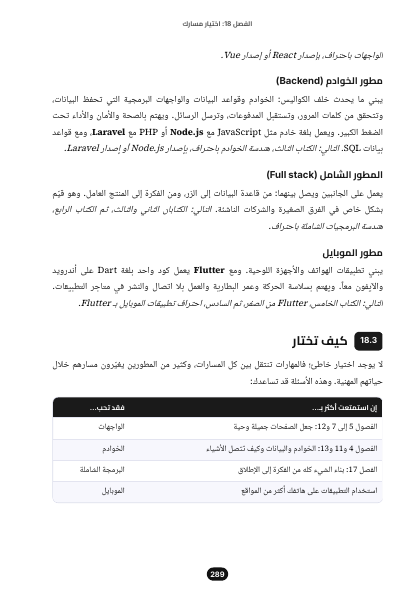 الفصل 18: اختيار مسارك
الواجهات باحتراف، بإصدار React أو إصدار Vue.
مطور الخوادم (Backend)
يبني ما يحدث خلف الكواليس: الخوادم وقواعد البيانات والواجهات البرمجية التي تحفظ البيانات،
وتتحقق من كلمات المرور، وتستقبل المدفوعات، وترسل الرسائل. ويهتم بالصحة والأمان والأداء تحت
الضغط الكبير. ويعمل بلغة خادم مثل JavaScript مع Node.js أو PHP مع Laravel، ومع قواعد
بيانات SQL. التالي: الكتاب الثالث، هندسة الخوادم باحتراف، بإصدار Node.js أو إصدار Laravel.
مطور الشامل (Full stack)
يعمل على الجانبين ويصل بينهما: من قاعدة البيانات إلى الزر، ومن الفكرة إلى المنتج العامل. وهو قيّم
بشكل خاص في الفرق الصغيرة والشركات الناشئة. التالي: الكتابان الثاني والثالث، ثم الكتاب الرابع،
هندسة البرمجيات الشاملة باحتراف.
مطور الموبايل
يبني تطبيقات الهواتف والأجهزة اللوحية. ومع Flutter يعمل كود واحد بلغة Dart على أندرويد
والآيفون معاً. ويهتم بسلاسة الحركة وعمر البطارية والعمل بلا اتصال والنشر في متاجر التطبيقات.
التالي: الكتاب الخامس، Flutter من الصفر ثم السادس، احتراف تطبيقات الموبايل بـ Flutter.
18.3 كيف تختار
لا يوجد اختيار خاطئ؛ فالمهارات تنتقل بين كل المسارات، وكثير من المطورين يغيّرون مسارهم خلال
حياتهم المهنية. وهذه الأسئلة قد تساعدك:
إن استمتعت أكثر بـ... فقد تحب...
الفصول 5 إلى 7 و12: جعل الصفحات جميلة وحية الواجهات
الفصول 4 و11 و13: الخوادم والبيانات وكيف تتصل الأشياء الخوادم
الفصل 17: بناء الشيء كله من الفكرة إلى الإطلاق البرمجة الشاملة
استخدام التطبيقات على هاتفك أكثر من المواقع الموبايل
289